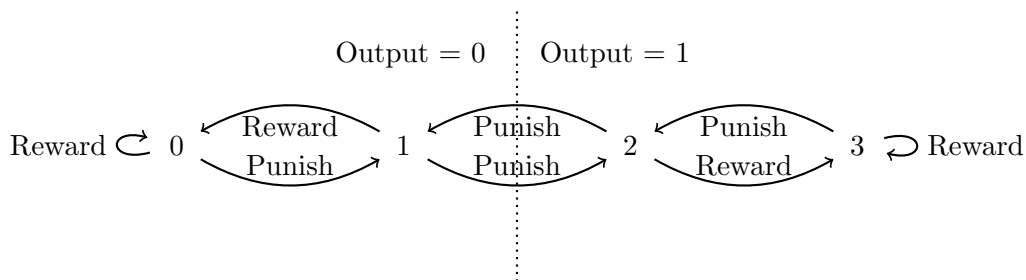 Output = 0 Output = 1
Reward Punish Punish
Reward 0 1 2 3 Reward
Punish Punish Reward